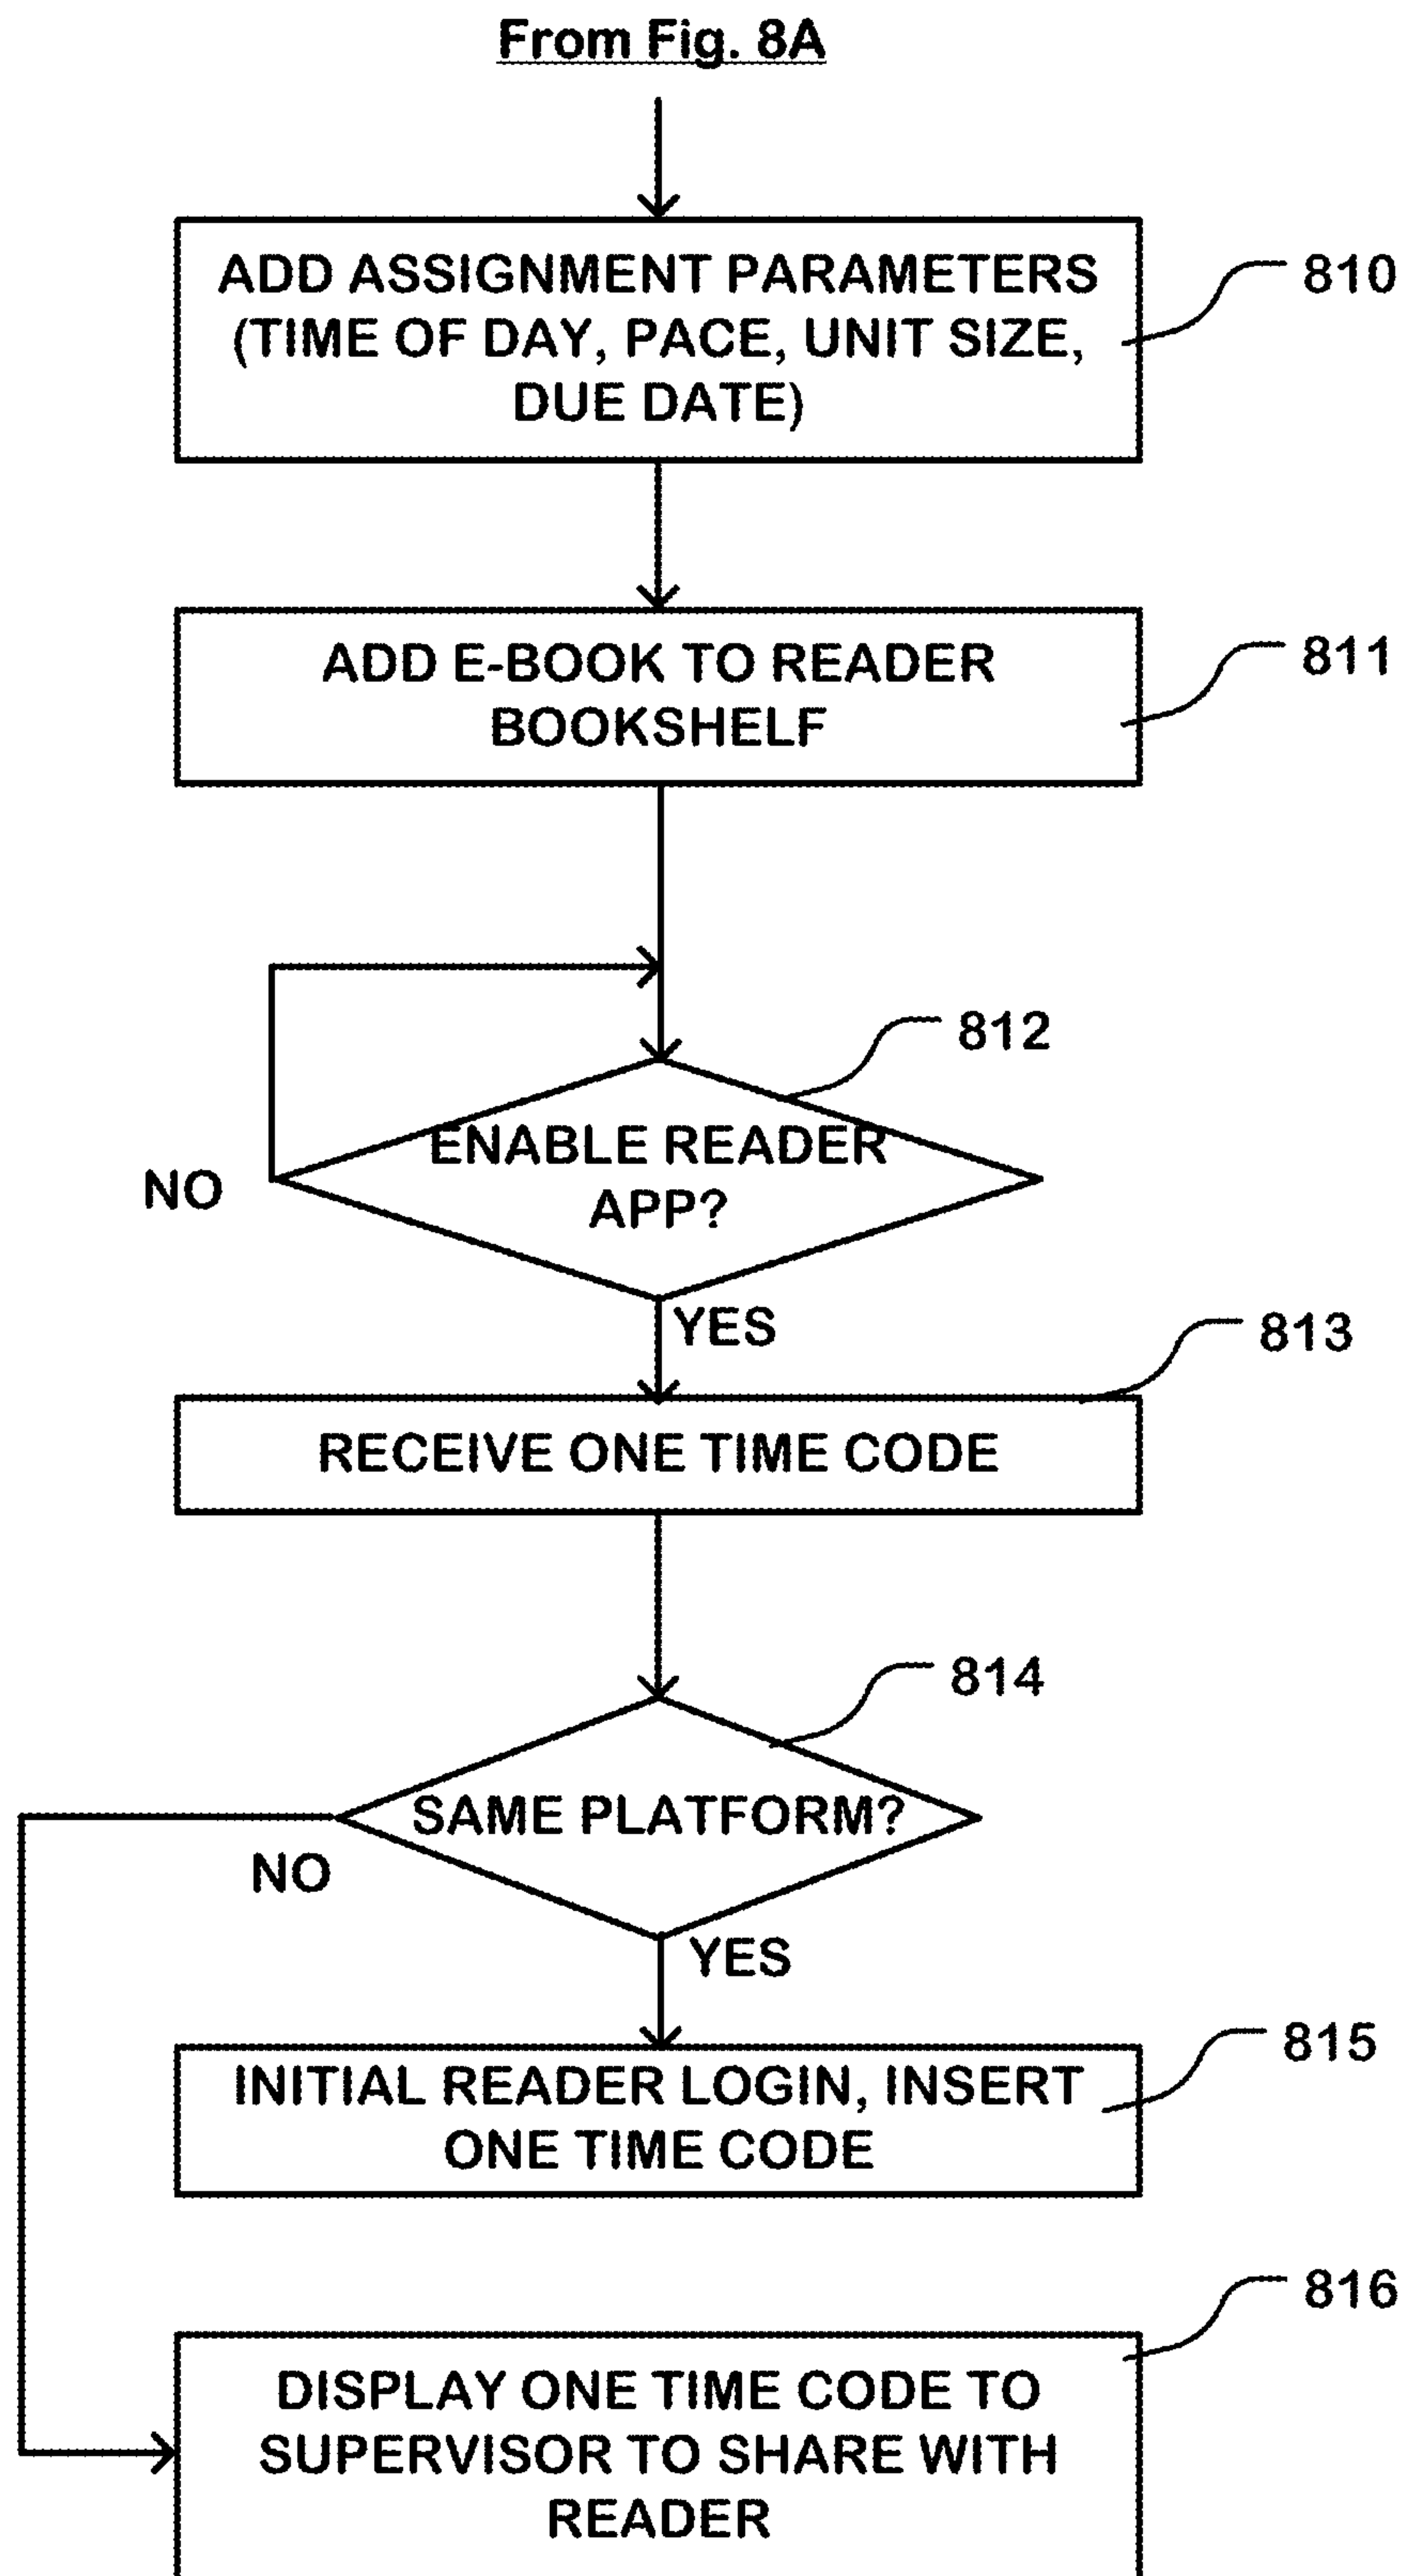 From Fig. 8A
ADD ASSIGNMENT PARAMETERS
(TIME OF DAY, PACE, UNIT SIZE,
DUE DATE)
810
ADD E-BOOK TO READER
BOOKSHELF
811
812
ENABLE READER
APP?
NO
YES
813
RECEIVE ONE TIME CODE
814
SAME PLATFORM?
NO
YES
815
INITIAL READER LOGIN, INSERT
ONE TIME CODE
816
DISPLAY ONE TIME CODE TO
SUPERVISOR TO SHARE WITH
READER